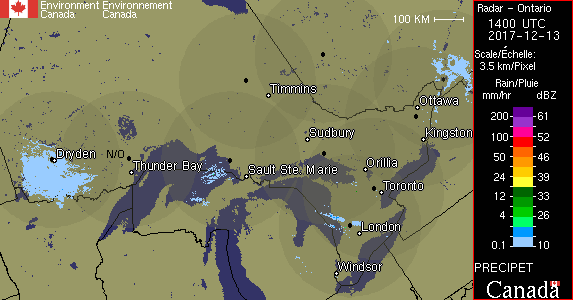 Environment Environnement
Canada Canada
Radar - Ontario
1400 UTC
2017-12-13
100 KM
Scale/Échelle:
3.5 km/Pixel
Rain/Pluie
mm/hr dBZ
200 61
100 52
50 46
24 39
12 33
4 26
0.1 10
PRECIPET
Canada
Timmins
Ottawa
Sudbury
Kingston
Dryden
N/O
Thunder Bay
Sault Ste. Marie
Orillia
Toronto
London
Windsor